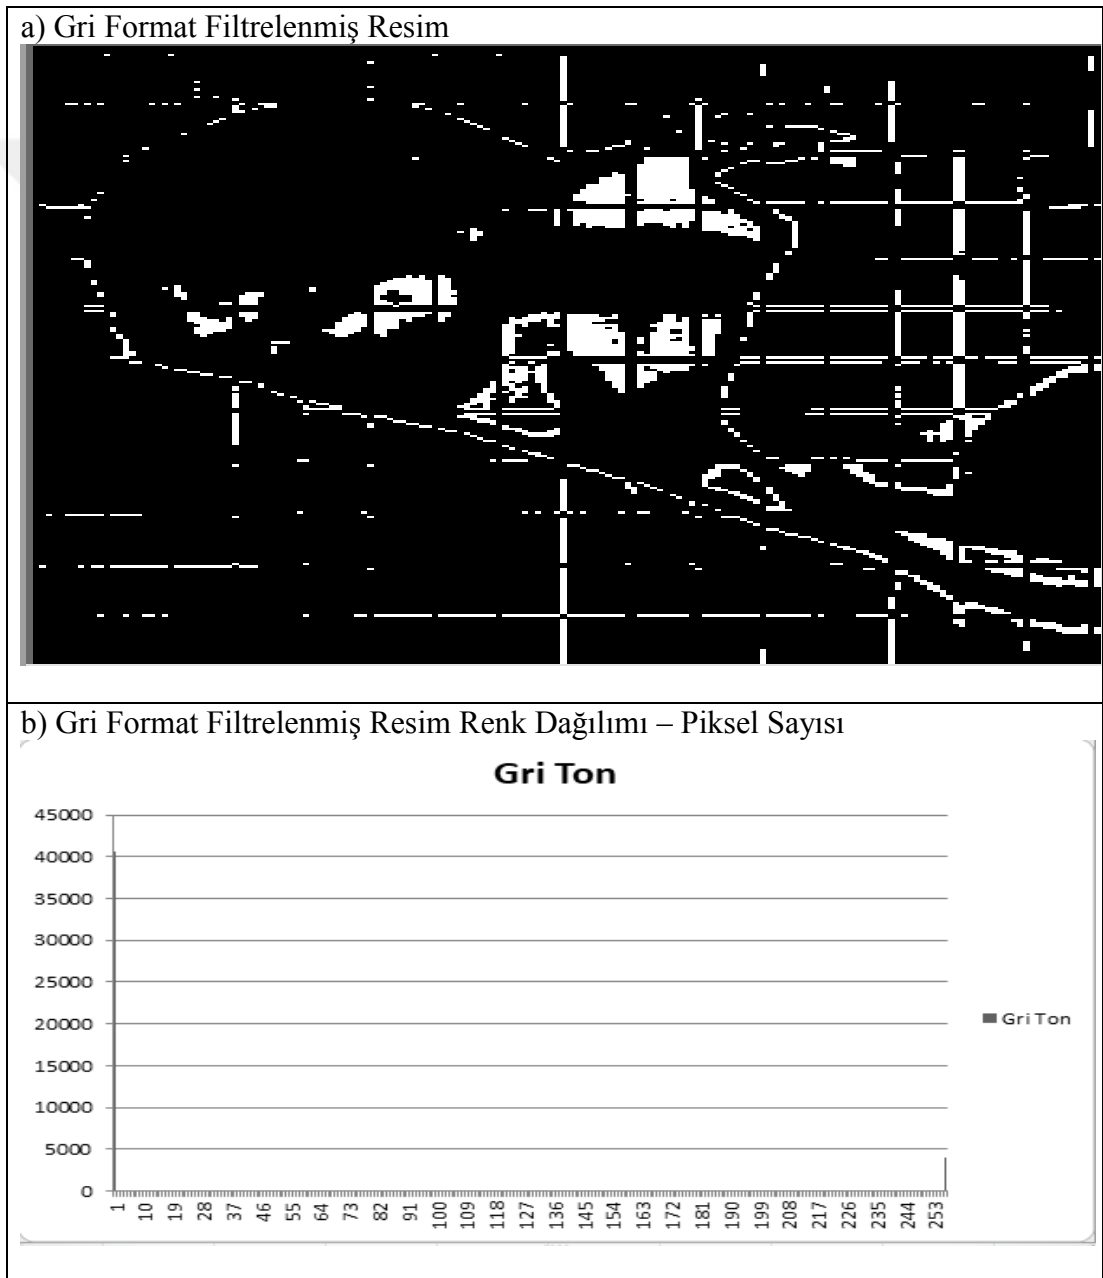 a) Gri Format Filtrelenmiş Resim
b) Gri Format Filtrelenmiş Resim Renk Dağılımı – Piksel Sayısı
Gri Ton
45000
40000
35000
30000
25000
20000
15000
10000
5000
0
Gri Ton
1 10 19 28 37 46 55 64 73 82 91 100 109 118 127 136 145 154 163 172 181 190 199 208 217 226 235 244 253